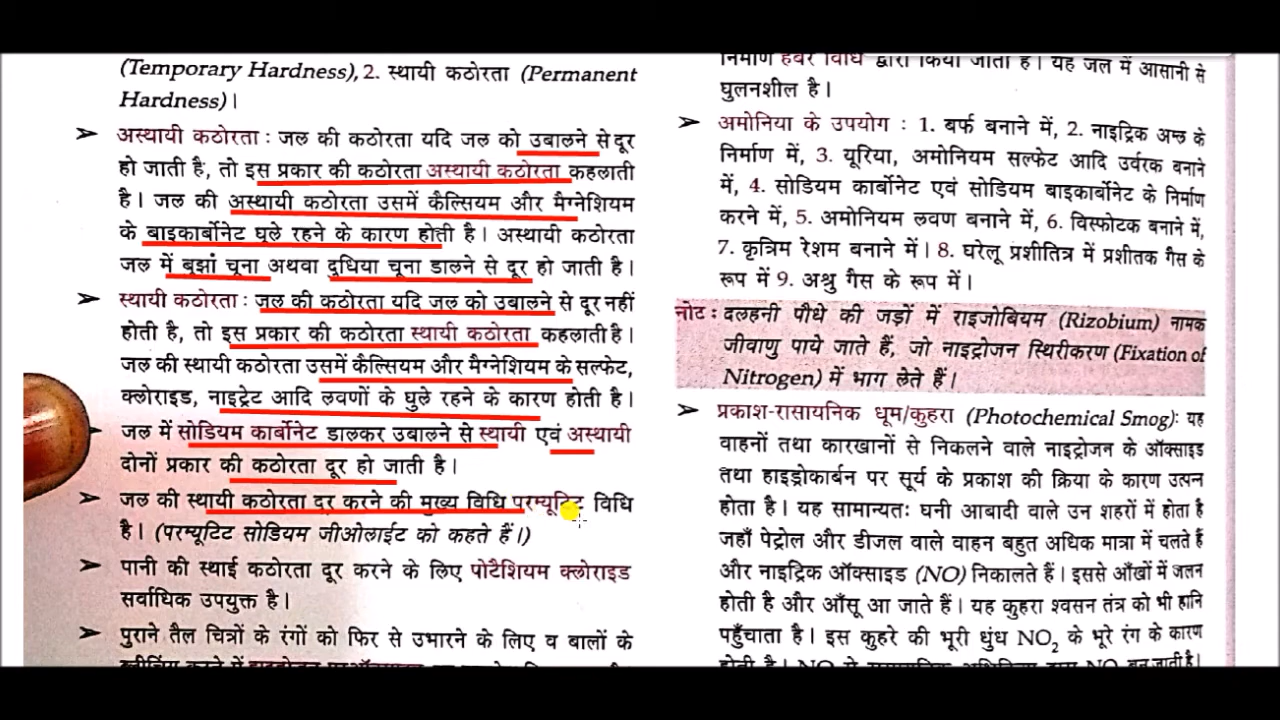 (Temporary Hardness), 2. स्थायी कठोरता (Permanent
Hardness)।
➤ अस्थायी कठोरता : जल की कठोरता यदि जल को उबालने से दूर
हो जाती है, तो इस प्रकार की कठोरता अस्थायी कठोरता कहलाती
है। जल की अस्थायी कठोरता उसमें कैल्सियम और मैग्नेशियम
के बाइकार्बोनेट घुले रहने के कारण होती है। अस्थायी कठोरता
जल में बुझा चूना अथवा दुधिया चूना डालने से दूर हो जाती है।
➤ स्थायी कठोरता : जल की कठोरता यदि जल को उबालने से दूर नहीं
होती है, तो इस प्रकार की कठोरता स्थायी कठोरता कहलाती है।
जल की स्थायी कठोरता उसमें कैल्सियम और मैग्नेशियम के सल्फेट,
क्लोराइड, नाइट्रेट आदि लवणों के घुले रहने के कारण होती है।
जल में सोडियम कार्बोनेट डालकर उबालने से स्थायी एवं अस्थायी
दोनों प्रकार की कठोरता दूर हो जाती है।
➤ जल की स्थायी कठोरता दूर करने की मुख्य विधि परम्यूटिट विधि
है। (परम्यूटिट सोडियम जीओलाईट को कहते हैं।)
➤ पानी की स्थाई कठोरता दूर करने के लिए पोटैशियम क्लोराइड
सर्वाधिक उपयुक्त है।
➤ पुराने तैल चित्रों के रंगों को फिर से उभारने के लिए व बालों के
निर्माण हैबर विधि द्वारा किया जाता है। यह जल में आसानी से
घुलनशील है।
➤ अमोनिया के उपयोग : 1. बर्फ बनाने में, 2. नाइट्रिक अम्ल के
निर्माण में, 3. यूरिया, अमोनियम सल्फेट आदि उर्वरक बनाने
में, 4. सोडियम कार्बोनेट एवं सोडियम बाइकार्बोनेट के निर्माण
करने में, 5. अमोनियम लवण बनाने में, 6. विस्फोटक बनाने में,
7. कृत्रिम रेशम बनाने में। 8. घरेलू प्रशीतित्र में प्रशीतक गैस के
रूप में 9. अश्रु गैस के रूप में।
नोट : दलहनी पौधे की जड़ों में राइजोबियम (Rizobium) नामक
जीवाणु पाये जाते हैं, जो नाइट्रोजन स्थिरीकरण (Fixation of
Nitrogen) में भाग लेते हैं।
➤ प्रकाश-रासायनिक धूम/कुहरा (Photochemical Smog): यह
वाहनों तथा कारखानों से निकलने वाले नाइट्रोजन के ऑक्साइड
तथा हाइड्रोकार्बन पर सूर्य के प्रकाश की क्रिया के कारण उत्पन
होता है। यह सामान्यतः घनी आबादी वाले उन शहरों में होता है
जहाँ पेट्रोल और डीजल वाले वाहन बहुत अधिक मात्रा में चलते हैं
और नाइट्रिक ऑक्साइड (NO) निकालते हैं। इससे आँखों में जलन
होती है और आँसू आ जाते हैं। यह कुहरा श्वसन तंत्र को भी हानि
पहुँचाता है। इस कुहरे की भूरी धुंध NO₂ के भूरे रंग के कारण